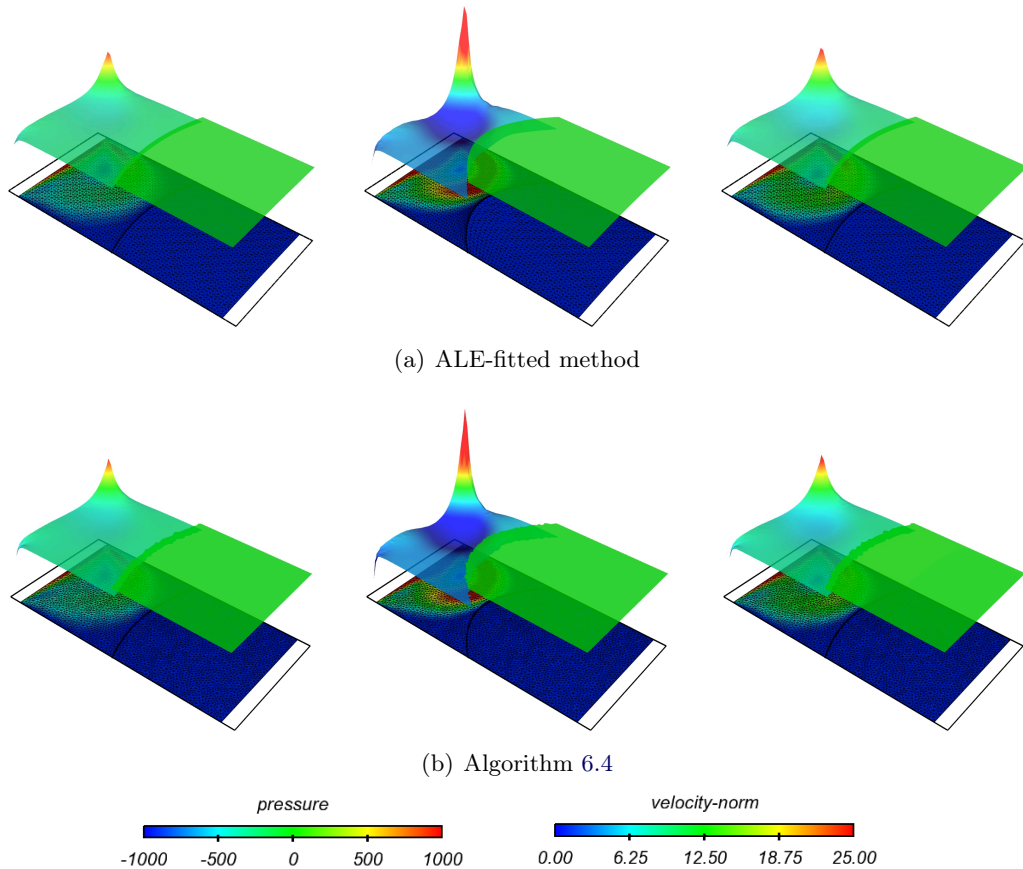 (a) ALE-fitted method
(b) Algorithm 6.4
pressure
-1000 -500 0 500 1000
velocity-norm
0.00 6.25 12.50 18.75 25.00